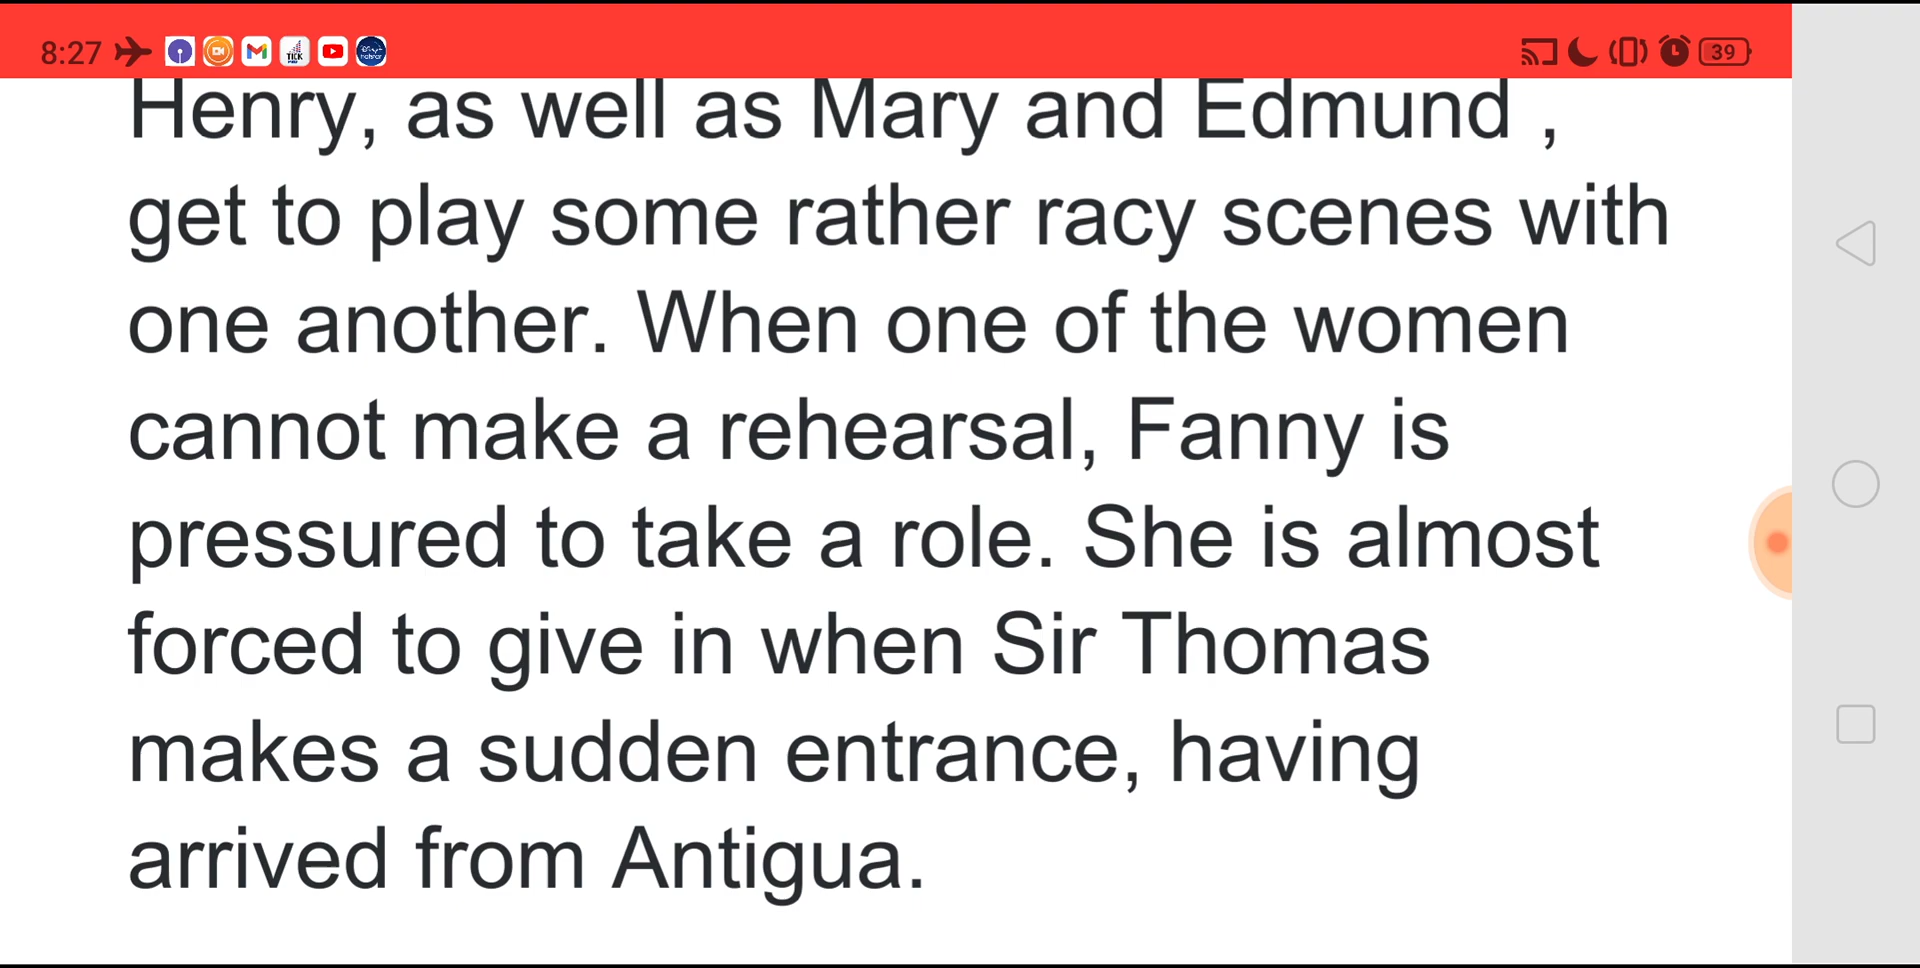 8:27
TICK
hotstar
39
Henry, as well as Mary and Edmund ,
get to play some rather racy scenes with
one another. When one of the women
cannot make a rehearsal, Fanny is
pressured to take a role. She is almost
forced to give in when Sir Thomas
makes a sudden entrance, having
arrived from Antigua.